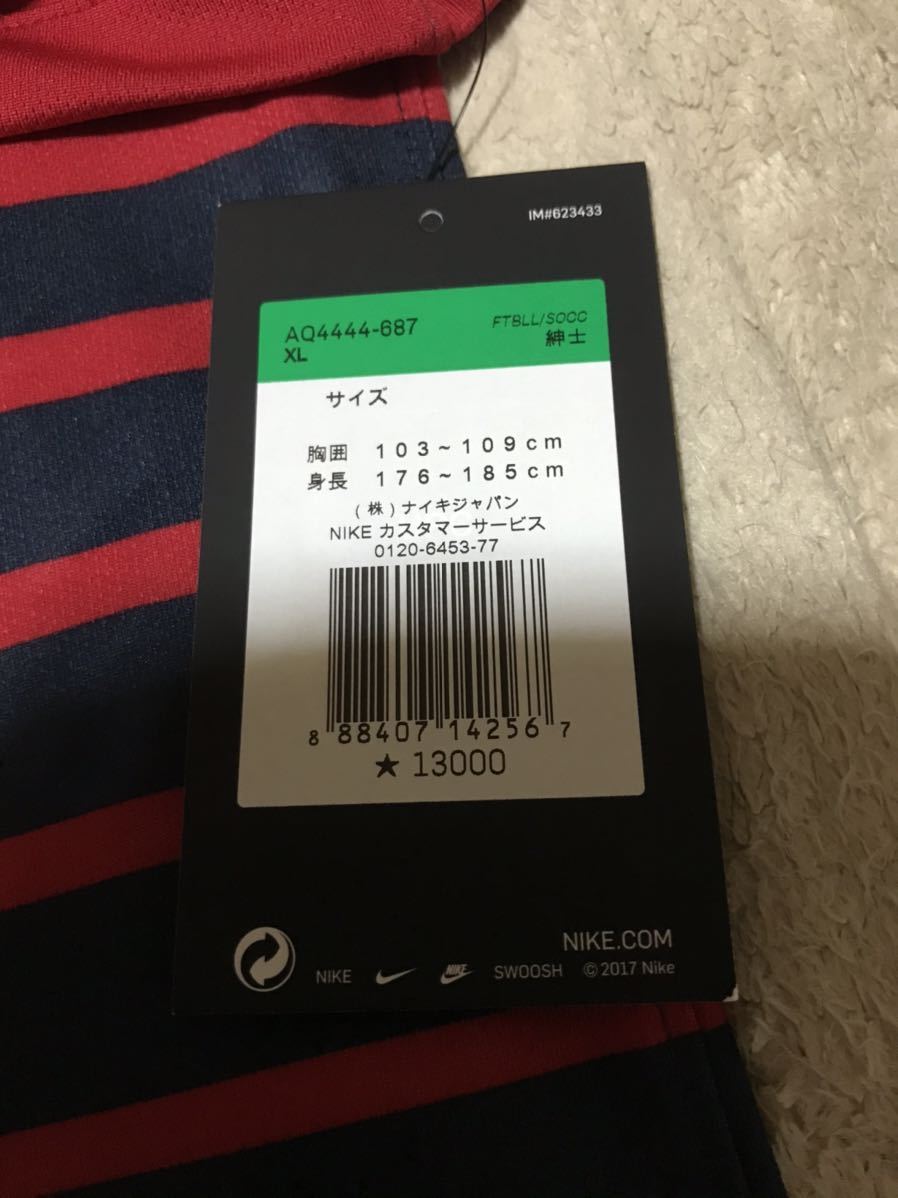 IM#623433
AQ4444-687
XL
FTBLL/SOCC
紳士
サイズ
胸囲 103~109cm
身長 176~185cm
(株)ナイキジャパン
NIKE カスタマーサービス
0120-6453-77
8 88407 14256 7
★ 13000
NIKE.COM
NIKE NIKE SWOOSH ©2017 Nike